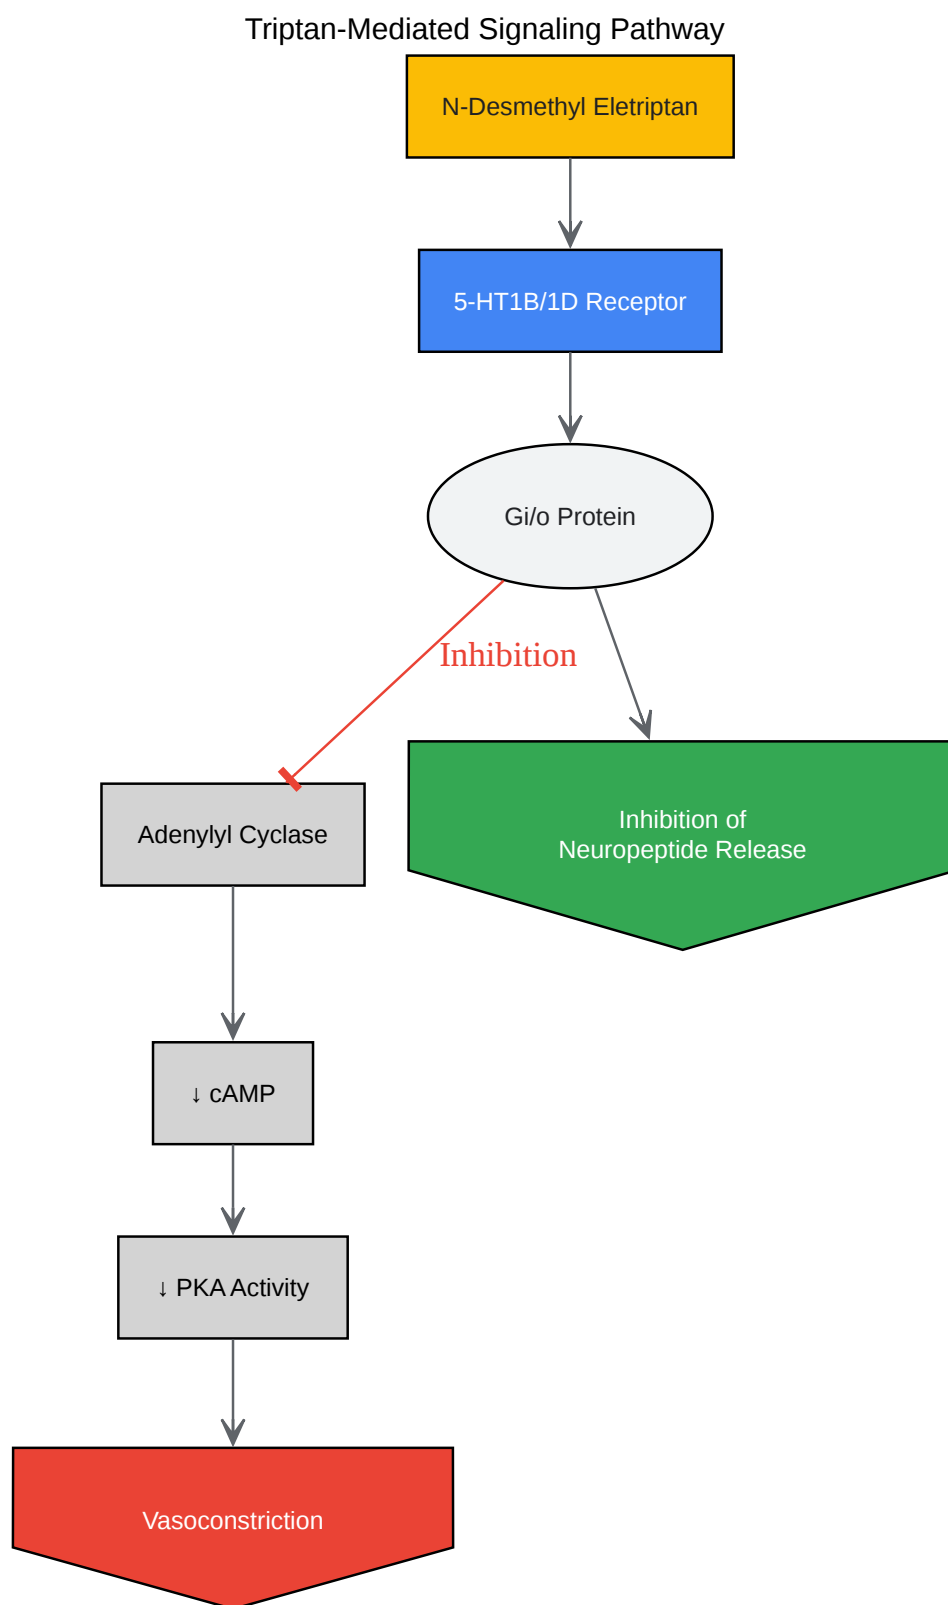 Triptan-Mediated Signaling Pathway
N-Desmethyl Eletriptan
5-HT1B/1D Receptor
Gi/o Protein
Inhibition
Inhibition of
Neuropeptide Release
Adenylyl Cyclase
↓ cAMP
↓ PKA Activity
Vasoconstriction